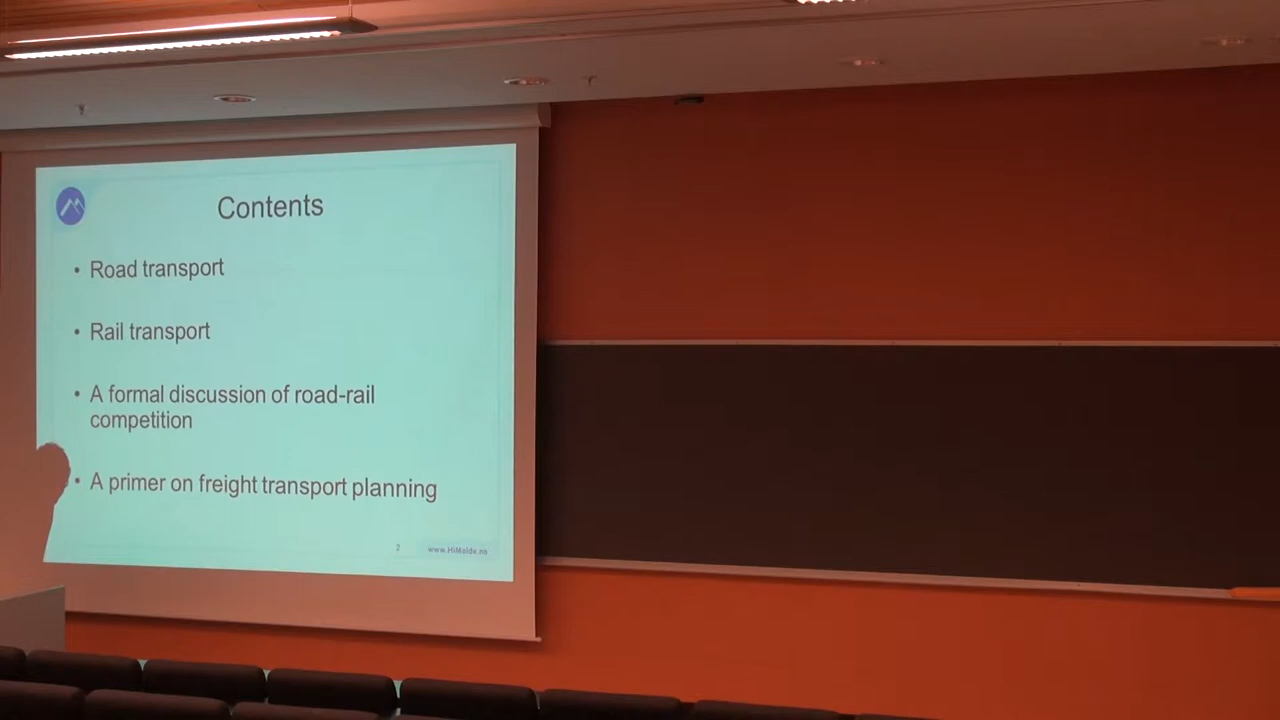 Contents
• Road transport
• Rail transport
• A formal discussion of road-rail
competition
• A primer on freight transport planning
2
www.HiMolde.no